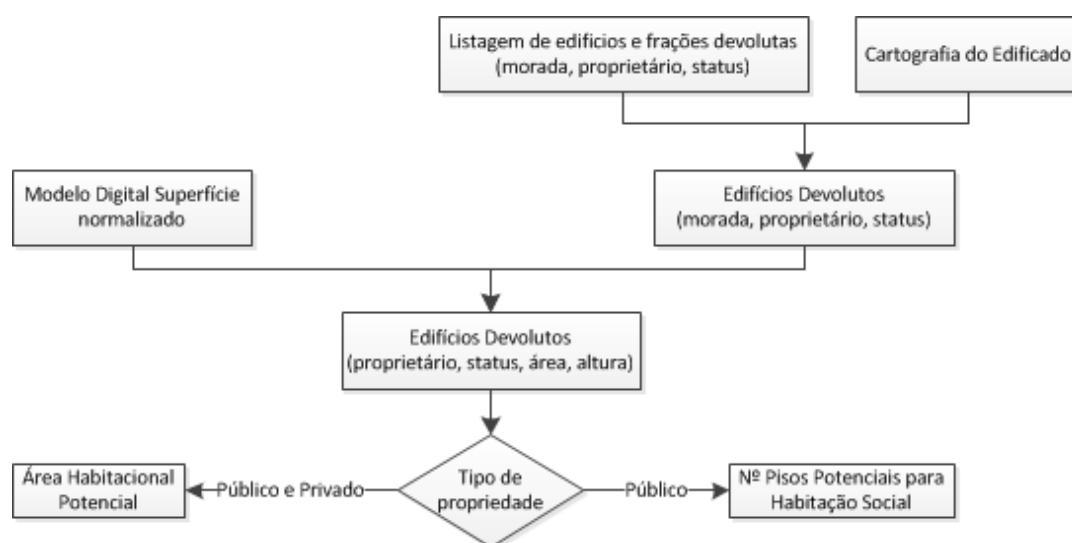 Listagem de edificios e frações devolutas
(morada, proprietário, status)
Cartografia do Edificado
Modelo Digital Superfície
normalizado
Edifícios Devolutos
(morada, proprietário, status)
Edifícios Devolutos
(proprietário, status, área, altura)
Área Habitacional
Potencial
Público e Privado
Tipo de
propriedade
Público
Nº Pisos Potenciais para
Habitação Social